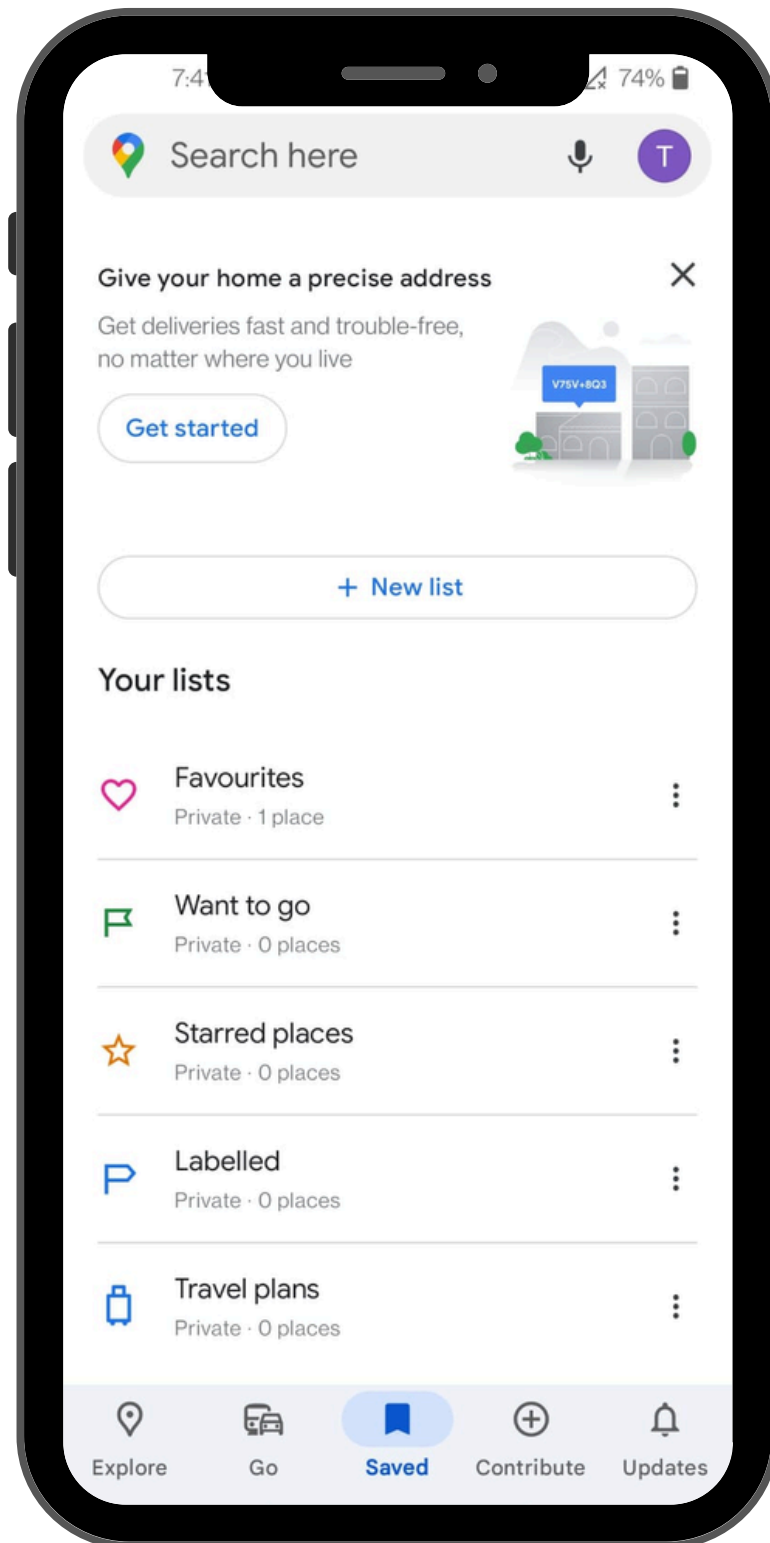 74%
Search here
T
Give your home a precise address
Get deliveries fast and trouble-free,
no matter where you live
V75V+8Q3
Get started
+ New list
Your lists
Favourites
Private · 1 place
Want to go
Private · 0 places
Starred places
Private · 0 places
Labelled
Private · 0 places
Travel plans
Private · 0 places
Explore Go Saved Contribute Updates